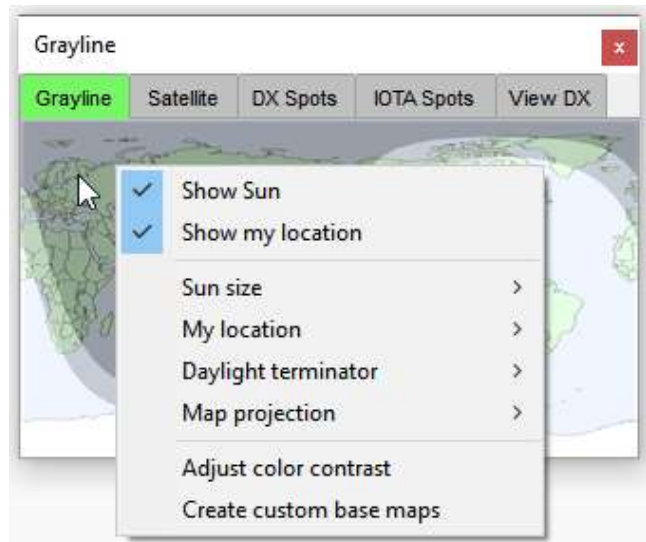 Grayline
x
Grayline Satellite DX Spots IOTA Spots View DX
Show Sun
Show my location
Sun size
My location
Daylight terminator
Map projection
Adjust color contrast
Create custom base maps